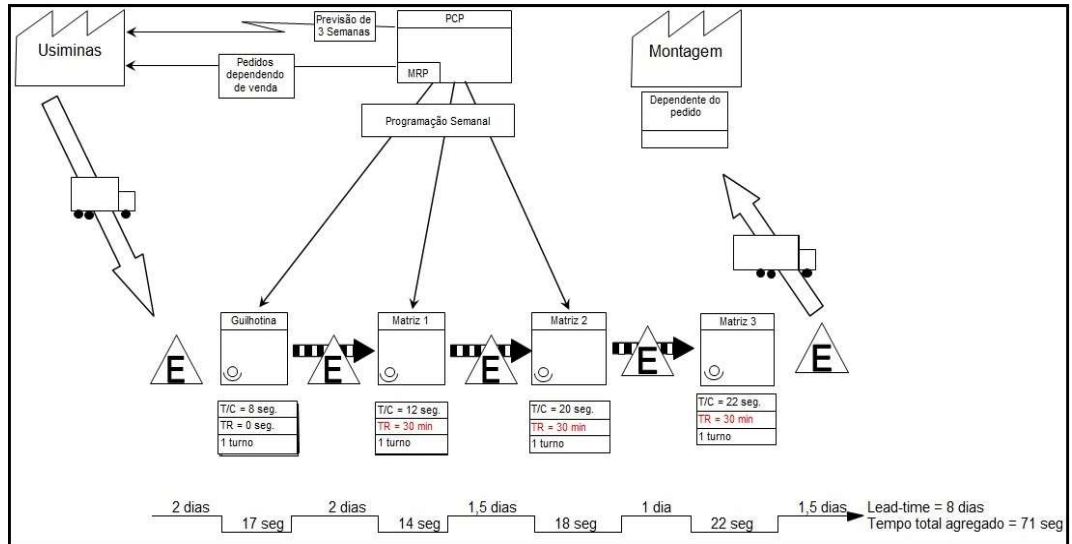 Usiminas
Previsão de
3 Semanas
PCP
MRP
Pedidos
dependendo
de venda
Programação Semanal
Montagem
Dependente do
pedido
E
Guilhotina
T/C = 8 seg.
TR = 0 seg.
1 turno
E
Matriz 1
T/C = 12 seg.
TR = 30 min
1 turno
E
Matriz 2
T/C = 20 seg.
TR = 30 min
1 turno
E
Matriz 3
T/C = 22 seg.
TR = 30 min
1 turno
E
2 dias
17 seg
2 dias
14 seg
1,5 dias
18 seg
1 dia
22 seg
1,5 dias
Lead-time = 8 dias
Tempo total agregado = 71 seg